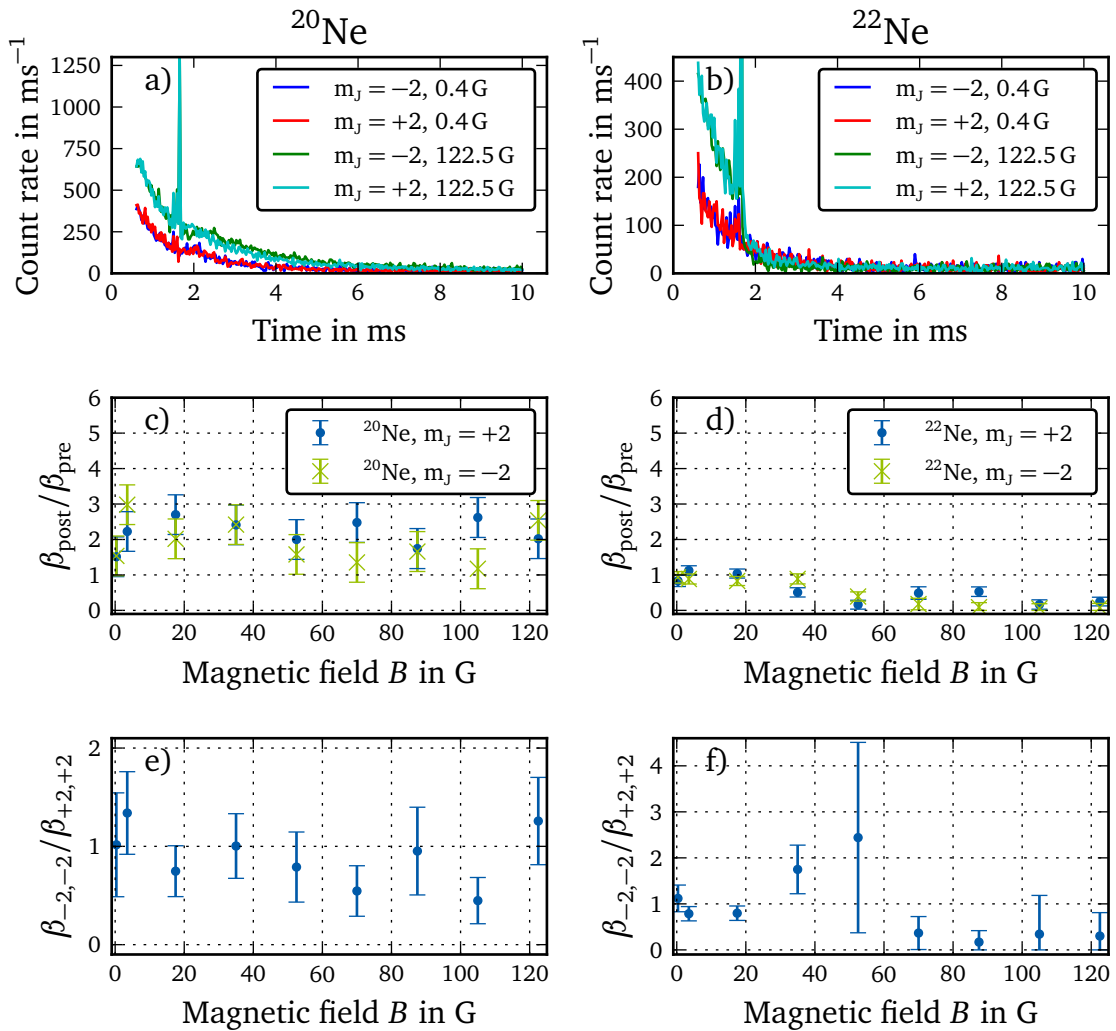 ²⁰Ne
²²Ne
a)
Count rate in ms⁻¹
1250
1000
750
500
250
0
m_J = −2, 0.4 G
m_J = +2, 0.4 G
m_J = −2, 122.5 G
m_J = +2, 122.5 G
0 2 4 6 8 10
Time in ms
b)
Count rate in ms⁻¹
400
300
200
100
0
m_J = −2, 0.4 G
m_J = +2, 0.4 G
m_J = −2, 122.5 G
m_J = +2, 122.5 G
0 2 4 6 8 10
Time in ms
c)
β_post/β_pre
6
5
4
3
2
1
0
²⁰Ne, m_J = +2
²⁰Ne, m_J = −2
0 20 40 60 80 100 120
Magnetic field B in G
d)
β_post/β_pre
6
5
4
3
2
1
0
²²Ne, m_J = +2
²²Ne, m_J = −2
0 20 40 60 80 100 120
Magnetic field B in G
e)
β_−2,−2/β_+2,+2
2
1
0
0 20 40 60 80 100 120
Magnetic field B in G
f)
β_−2,−2/β_+2,+2
4
3
2
1
0
0 20 40 60 80 100 120
Magnetic field B in G